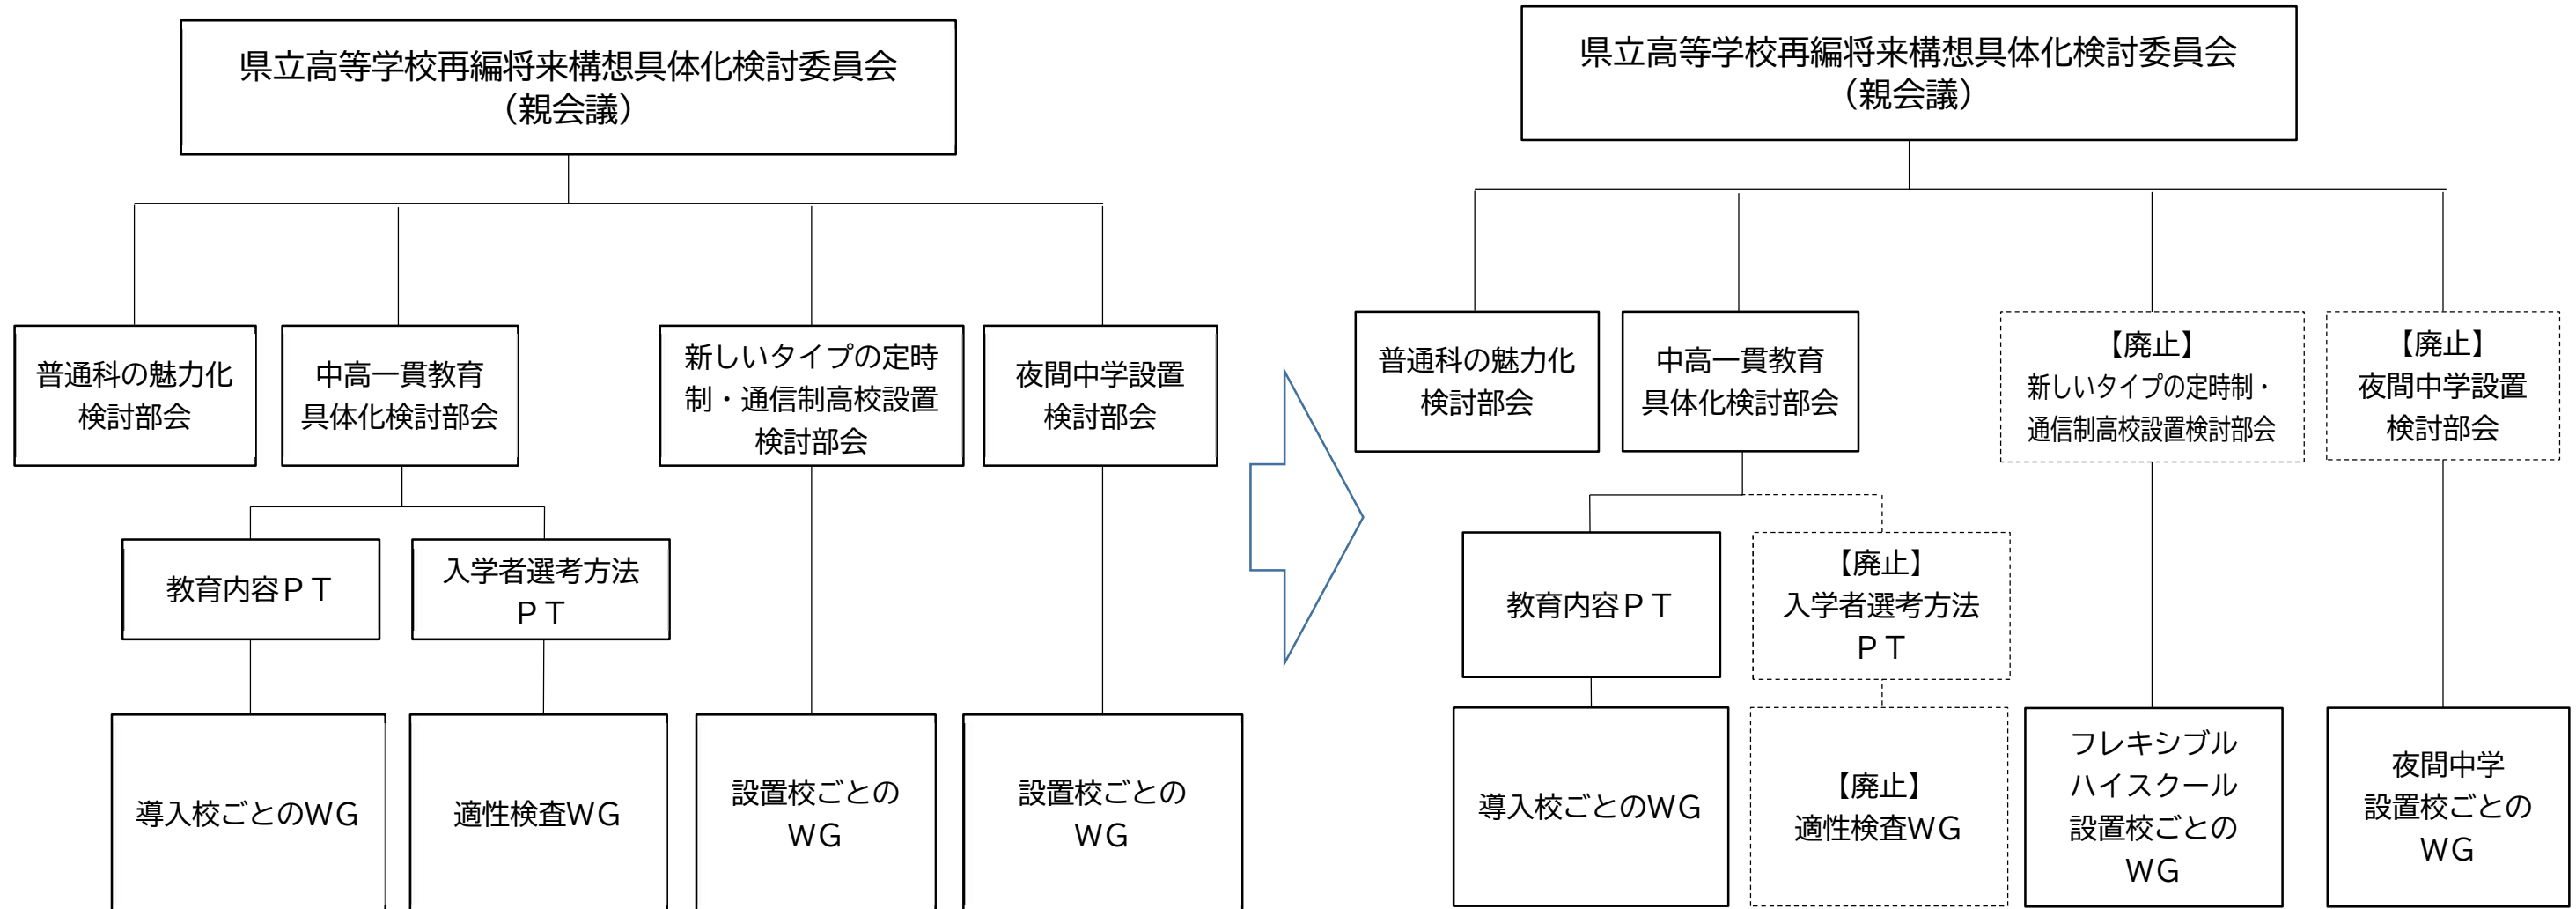 県立高等学校再編将来構想具体化検討委員会
（親会議）
普通科の魅力化
検討部会
中高一貫教育
具体化検討部会
新しいタイプの定時
制・通信制高校設置
検討部会
夜間中学設置
検討部会
教育内容ＰＴ
入学者選考方法
ＰＴ
導入校ごとのWG
適性検査WG
設置校ごとの
WG
設置校ごとの
WG
県立高等学校再編将来構想具体化検討委員会
（親会議）
普通科の魅力化
検討部会
中高一貫教育
具体化検討部会
【廃止】
新しいタイプの定時制・
通信制高校設置検討部会
【廃止】
夜間中学設置
検討部会
教育内容ＰＴ
【廃止】
入学者選考方法
ＰＴ
導入校ごとのWG
【廃止】
適性検査WG
フレキシブル
ハイスクール
設置校ごとの
WG
夜間中学
設置校ごとの
WG